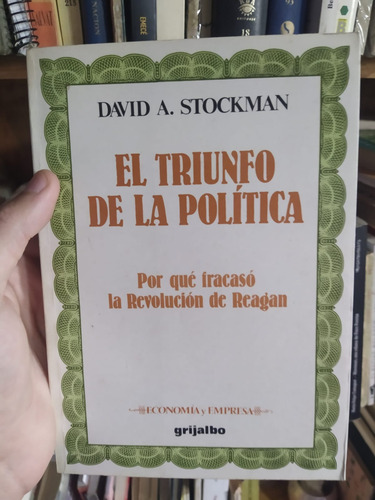 DAVID A. STOCKMAN
EL TRIUNFO
DE LA POLÍTICA
Por qué fracasó
la Revolución de Reagan
ECONOMÍA y EMPRESA
grijalbo